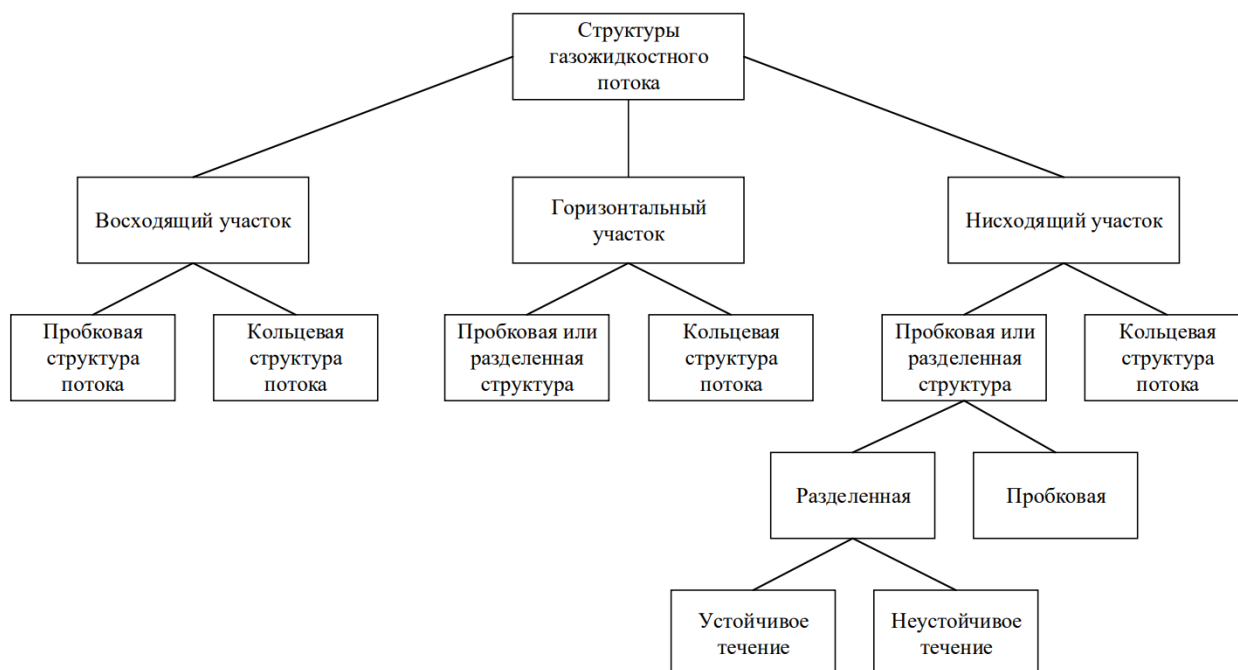 Структуры
газожидкостного
потока
Восходящий участок
Горизонтальный
участок
Нисходящий участок
Пробковая
структура
потока
Кольцевая
структура
потока
Пробковая или
разделенная
структура
Кольцевая
структура
потока
Пробковая или
разделенная
структура
Кольцевая
структура
потока
Разделенная
Пробковая
Устойчивое
течение
Неустойчивое
течение